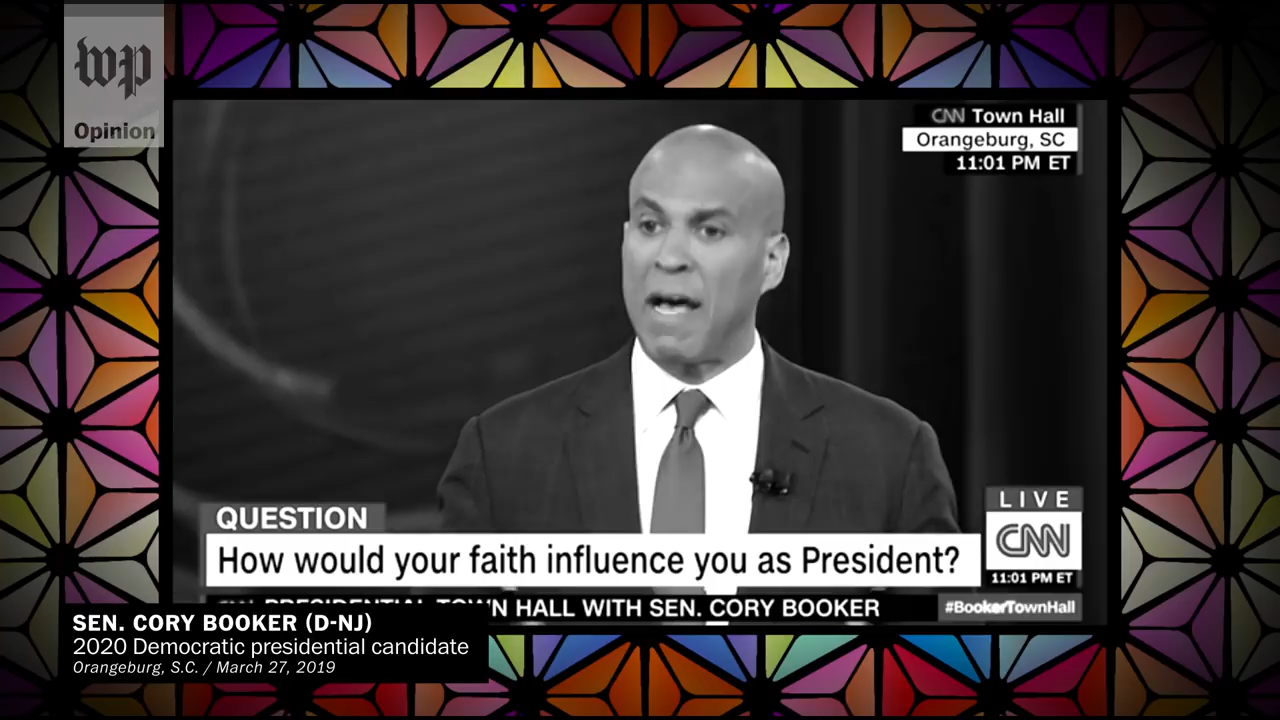 wp
Opinion
CNN Town Hall
Orangeburg, SC
11:01 PM ET
QUESTION
How would your faith influence you as President?
LIVE
CNN
11:01 PM ET
PRESIDENTIAL TOWN HALL WITH SEN. CORY BOOKER
#BookerTownHall
SEN. CORY BOOKER (D-NJ)
2020 Democratic presidential candidate
Orangeburg, S.C. / March 27, 2019